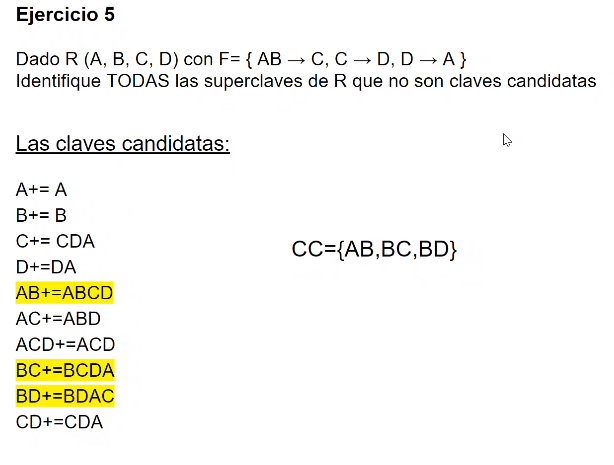 Ejercicio 5
Dado R (A, B, C, D) con F= { AB → C, C → D, D → A }
Identifique TODAS las superclaves de R que no son claves candidatas
Las claves candidatas:
A+= A
B+= B
C+= CDA
D+=DA
AB+=ABCD
AC+=ABD
ACD+=ACD
BC+=BCDA
BD+=BDAC
CD+=CDA
CC={AB,BC,BD}